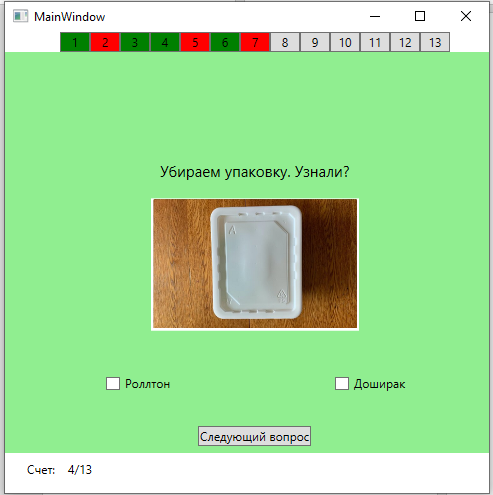 MainWindow
1 2 3 4 5 6 7 8 9 10 11 12 13
Убираем упаковку. Узнали?
Роллтон Доширак
Следующий вопрос
Счет: 4/13